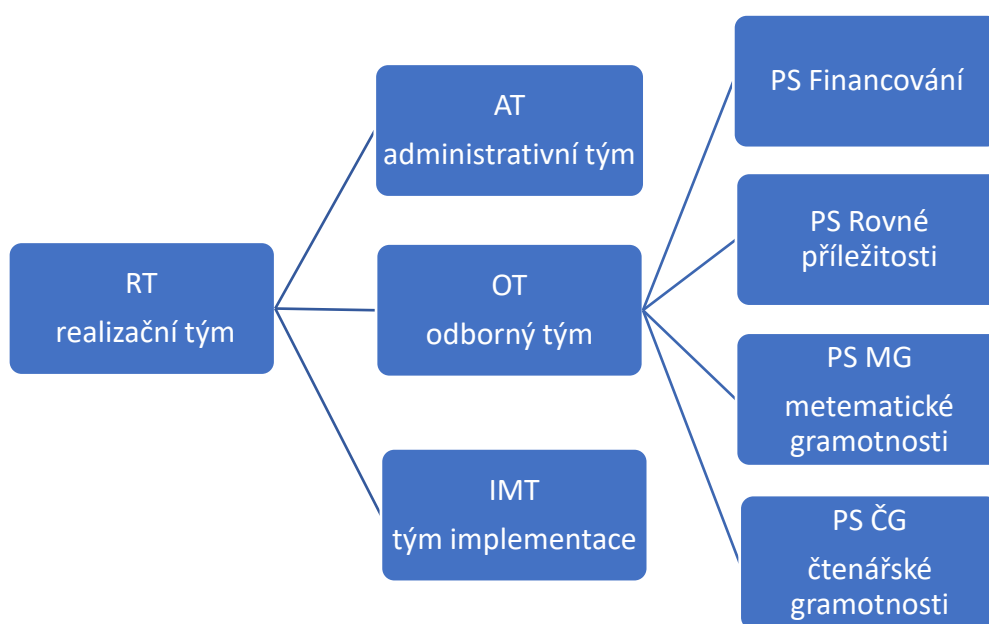 RT
realizační tým
AT
administrativní tým
OT
odborný tým
IMT
tým implementace
PS Financování
PS Rovné
příležitosti
PS MG
metematické
gramotnosti
PS ČG
čtenářské
gramotnosti